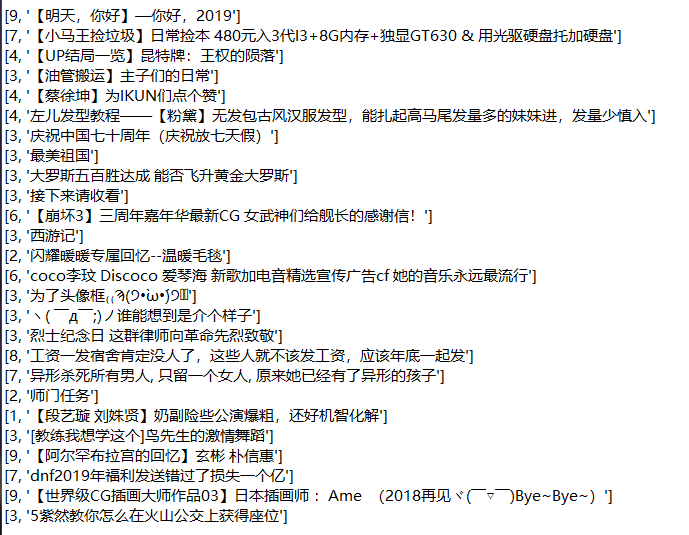 [9, '【明天，你好】—你好，2019']
[7, '【小马王捡垃圾】日常捡本 480元入3代I3+8G内存+独显GT630 & 用光驱硬盘托加硬盘']
[4, '【UP结局一览】昆特牌：王权的陨落']
[3, '【油管搬运】主子们的日常']
[4, '【蔡徐坤】为IKUN们点个赞']
[4, '左儿发型教程——【粉黛】无发包古风汉服发型，能扎起高马尾发量多的妹妹进，发量少慎入']
[3, '庆祝中国七十周年（庆祝放七天假）']
[3, '最美祖国']
[3, '大罗斯五百胜达成 能否飞升黄金大罗斯']
[3, '接下来请收看']
[6, '【崩坏3】三周年嘉年华最新CG 女武神们给舰长的感谢信！']
[3, '西游记']
[2, '闪耀暖暖专属回忆--温暖毛毯']
[6, 'coco李玟 Discoco 爱琴海 新歌加电音精选宣传广告cf 她的音乐永远最流行']
[3, '为了头像框']
[3, 'ヽ(￣д￣;)ノ谁能想到是介个样子']
[3, '烈士纪念日 这群律师向革命先烈致敬']
[8, '工资一发宿舍肯定没人了，这些人就不该发工资，应该年底一起发']
[7, '异形杀死所有男人, 只留一个女人, 原来她已经有了异形的孩子']
[2, '师门任务']
[1, '【段艺璇 刘姝贤】奶副险些公演爆粗，还好机智化解']
[3, '[教练我想学这个]鸟先生的激情舞蹈']
[9, '【阿尔罕布拉宫的回忆】玄彬 朴信惠']
[7, 'dnf2019年福利发送错过了损失一个亿']
[9, '【世界级CG插画大师作品03】日本插画师 ：Ame （2018再见ヾ(￣▽￣)Bye~Bye~）']
[3, '5紫然教你怎么在火山公交上获得座位']